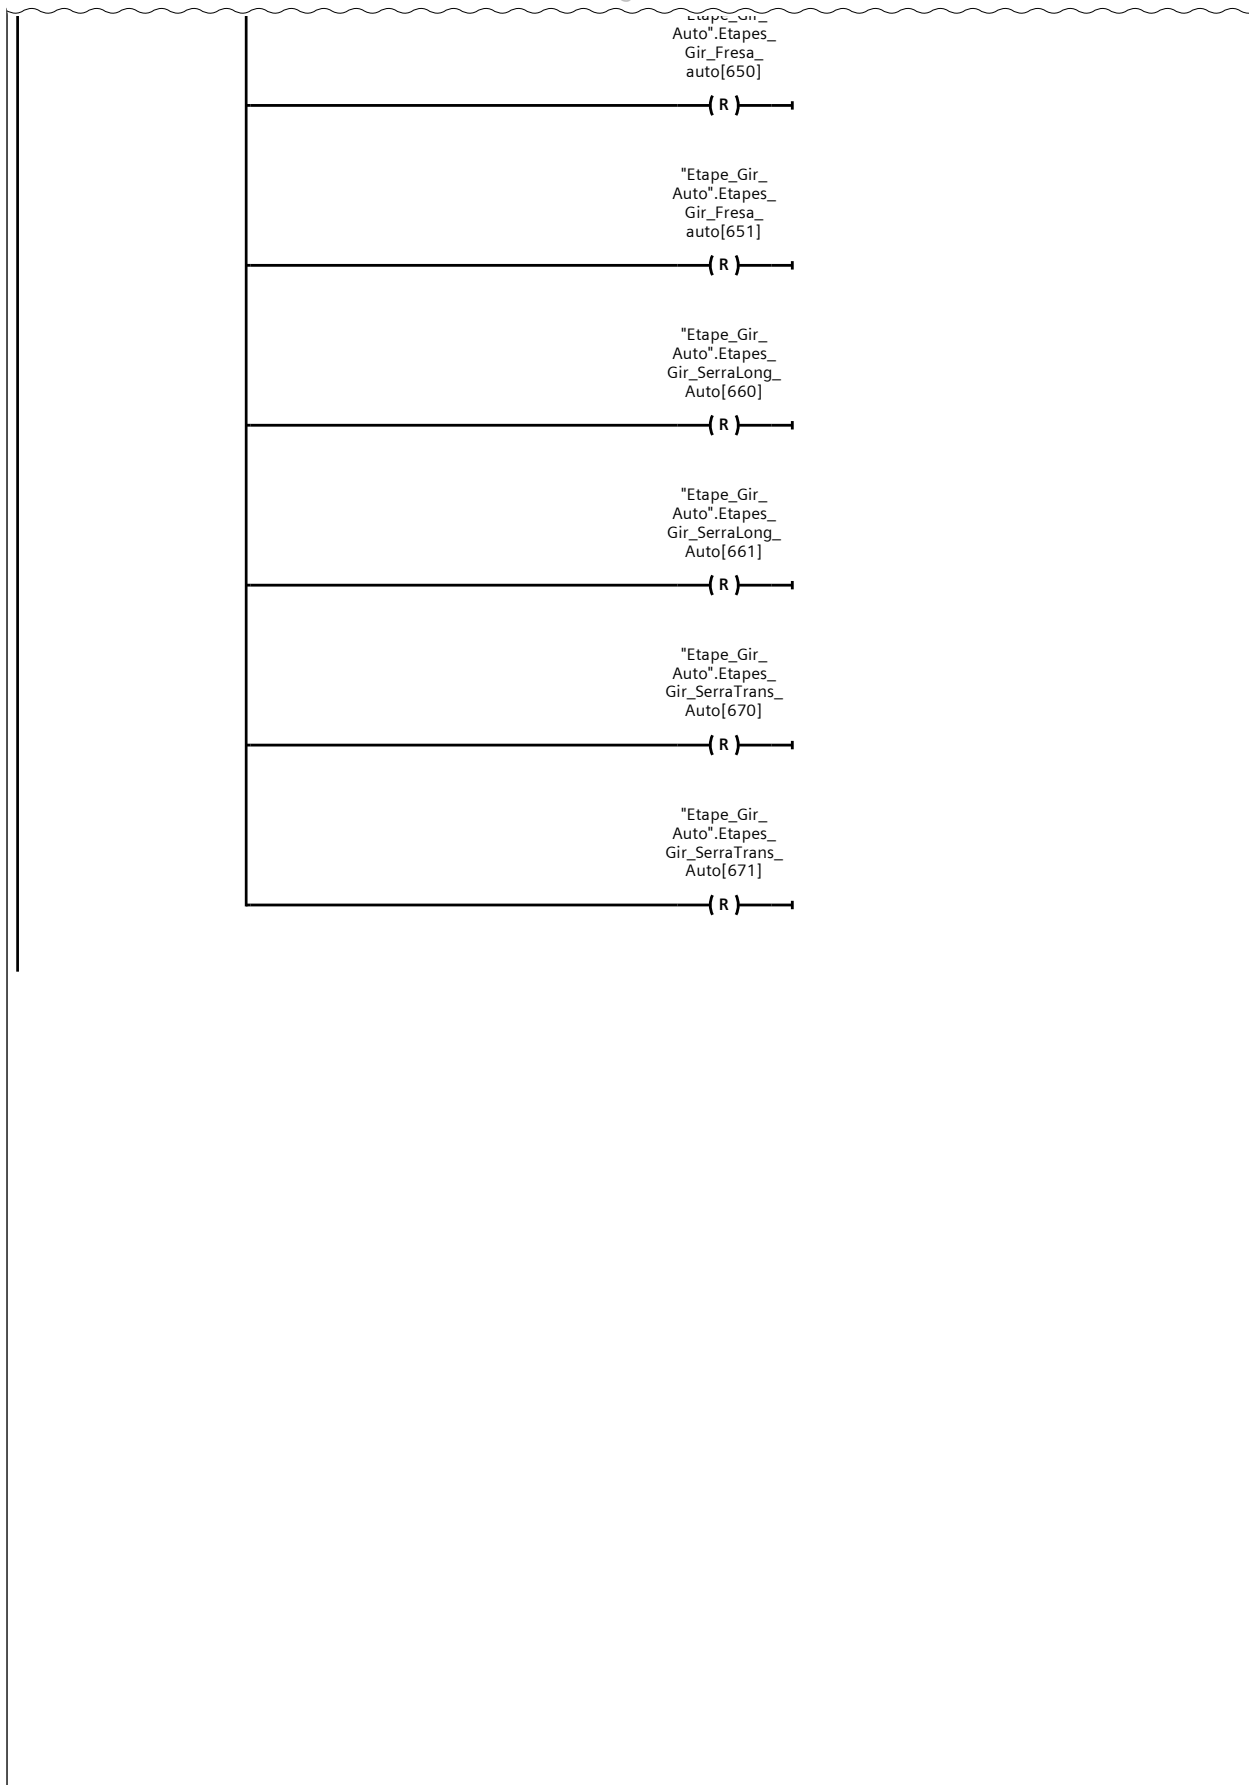 "Etape_Gir_
Auto".Etapes_
Gir_Fresa_
auto[650]
( R )
"Etape_Gir_
Auto".Etapes_
Gir_Fresa_
auto[651]
( R )
"Etape_Gir_
Auto".Etapes_
Gir_SerraLong_
Auto[660]
( R )
"Etape_Gir_
Auto".Etapes_
Gir_SerraLong_
Auto[661]
( R )
"Etape_Gir_
Auto".Etapes_
Gir_SerraTrans_
Auto[670]
( R )
"Etape_Gir_
Auto".Etapes_
Gir_SerraTrans_
Auto[671]
( R )